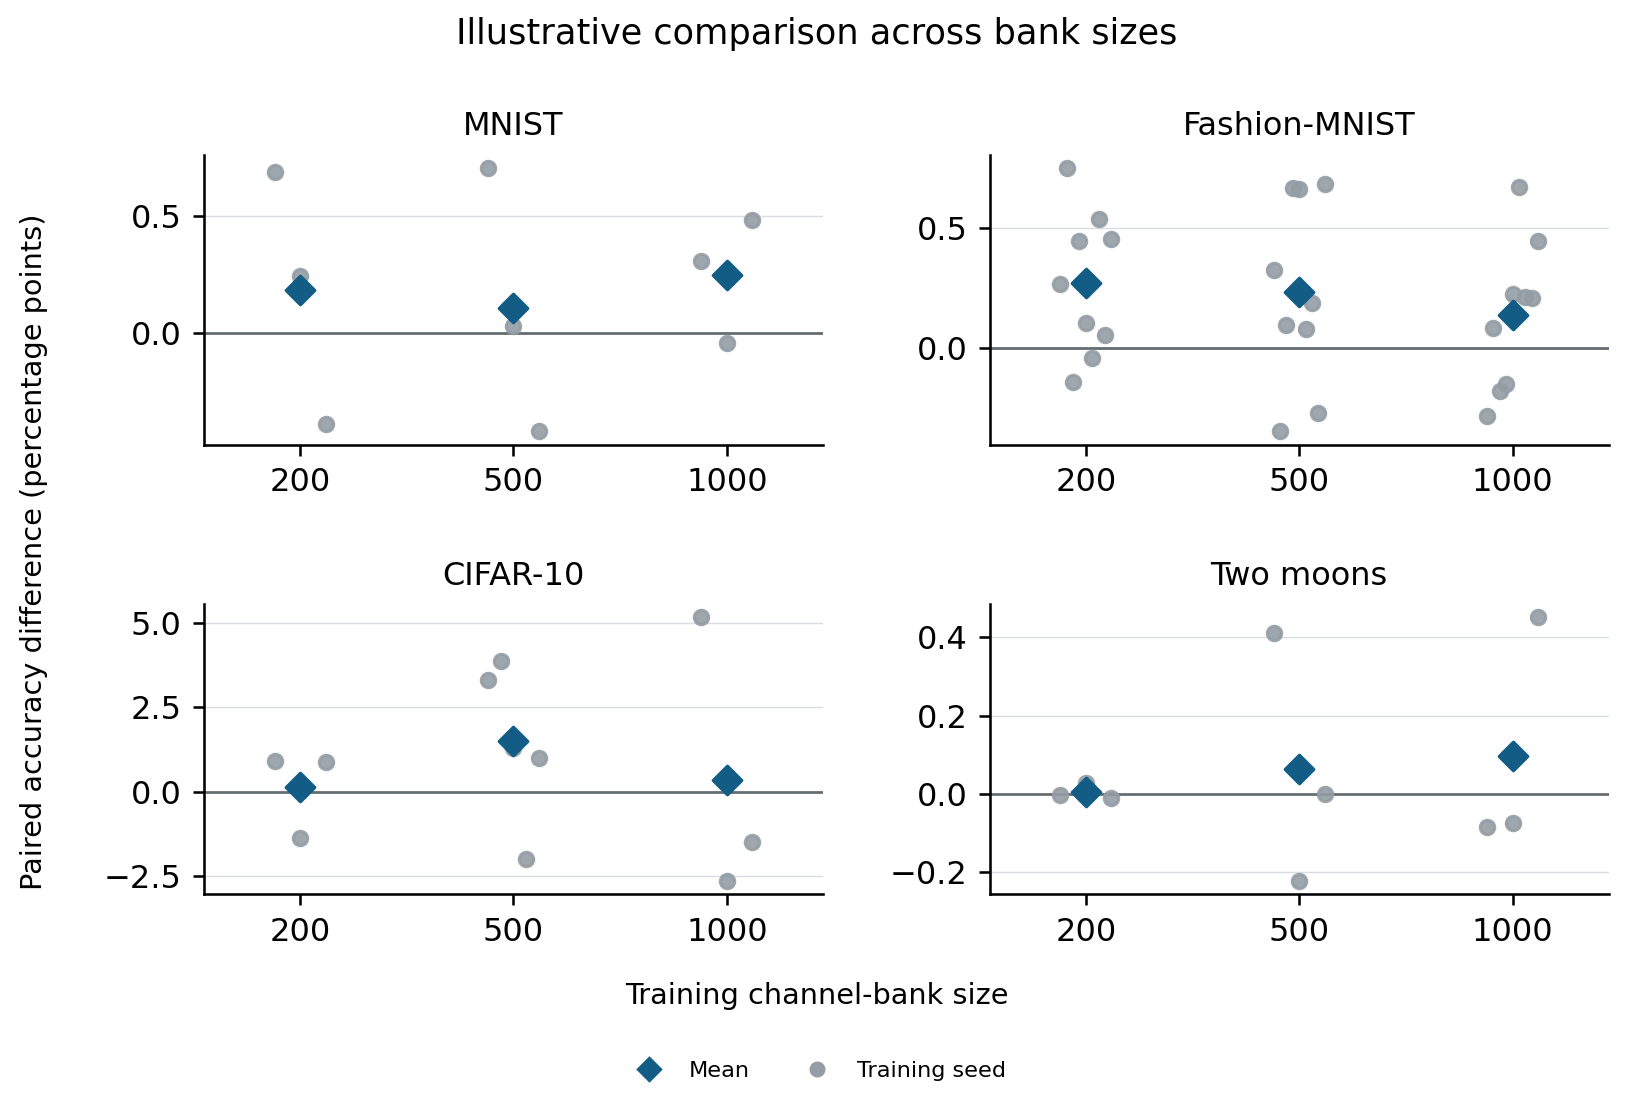 Illustrative comparison across bank sizes
Paired accuracy difference (percentage points)
MNIST
0.5
0.0
200 500 1000
Fashion-MNIST
0.5
0.0
200 500 1000
CIFAR-10
5.0
2.5
0.0
−2.5
200 500 1000
Two moons
0.4
0.2
0.0
−0.2
200 500 1000
Training channel-bank size
Mean Training seed